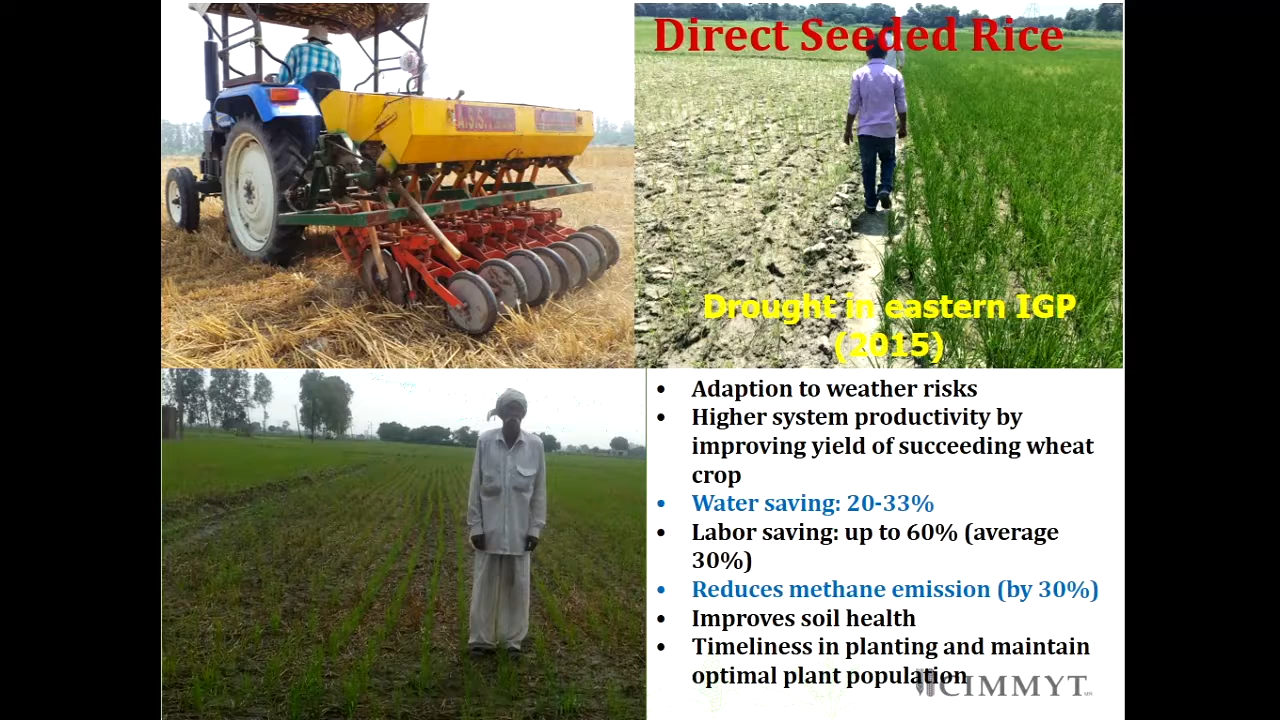 Direct Seeded Rice
Drought in eastern IGP
(2015)
• Adaption to weather risks
• Higher system productivity by
improving yield of succeeding wheat
crop
• Water saving: 20-33%
• Labor saving: up to 60% (average
30%)
• Reduces methane emission (by 30%)
• Improves soil health
• Timeliness in planting and maintain
optimal plant population
CIMMYT